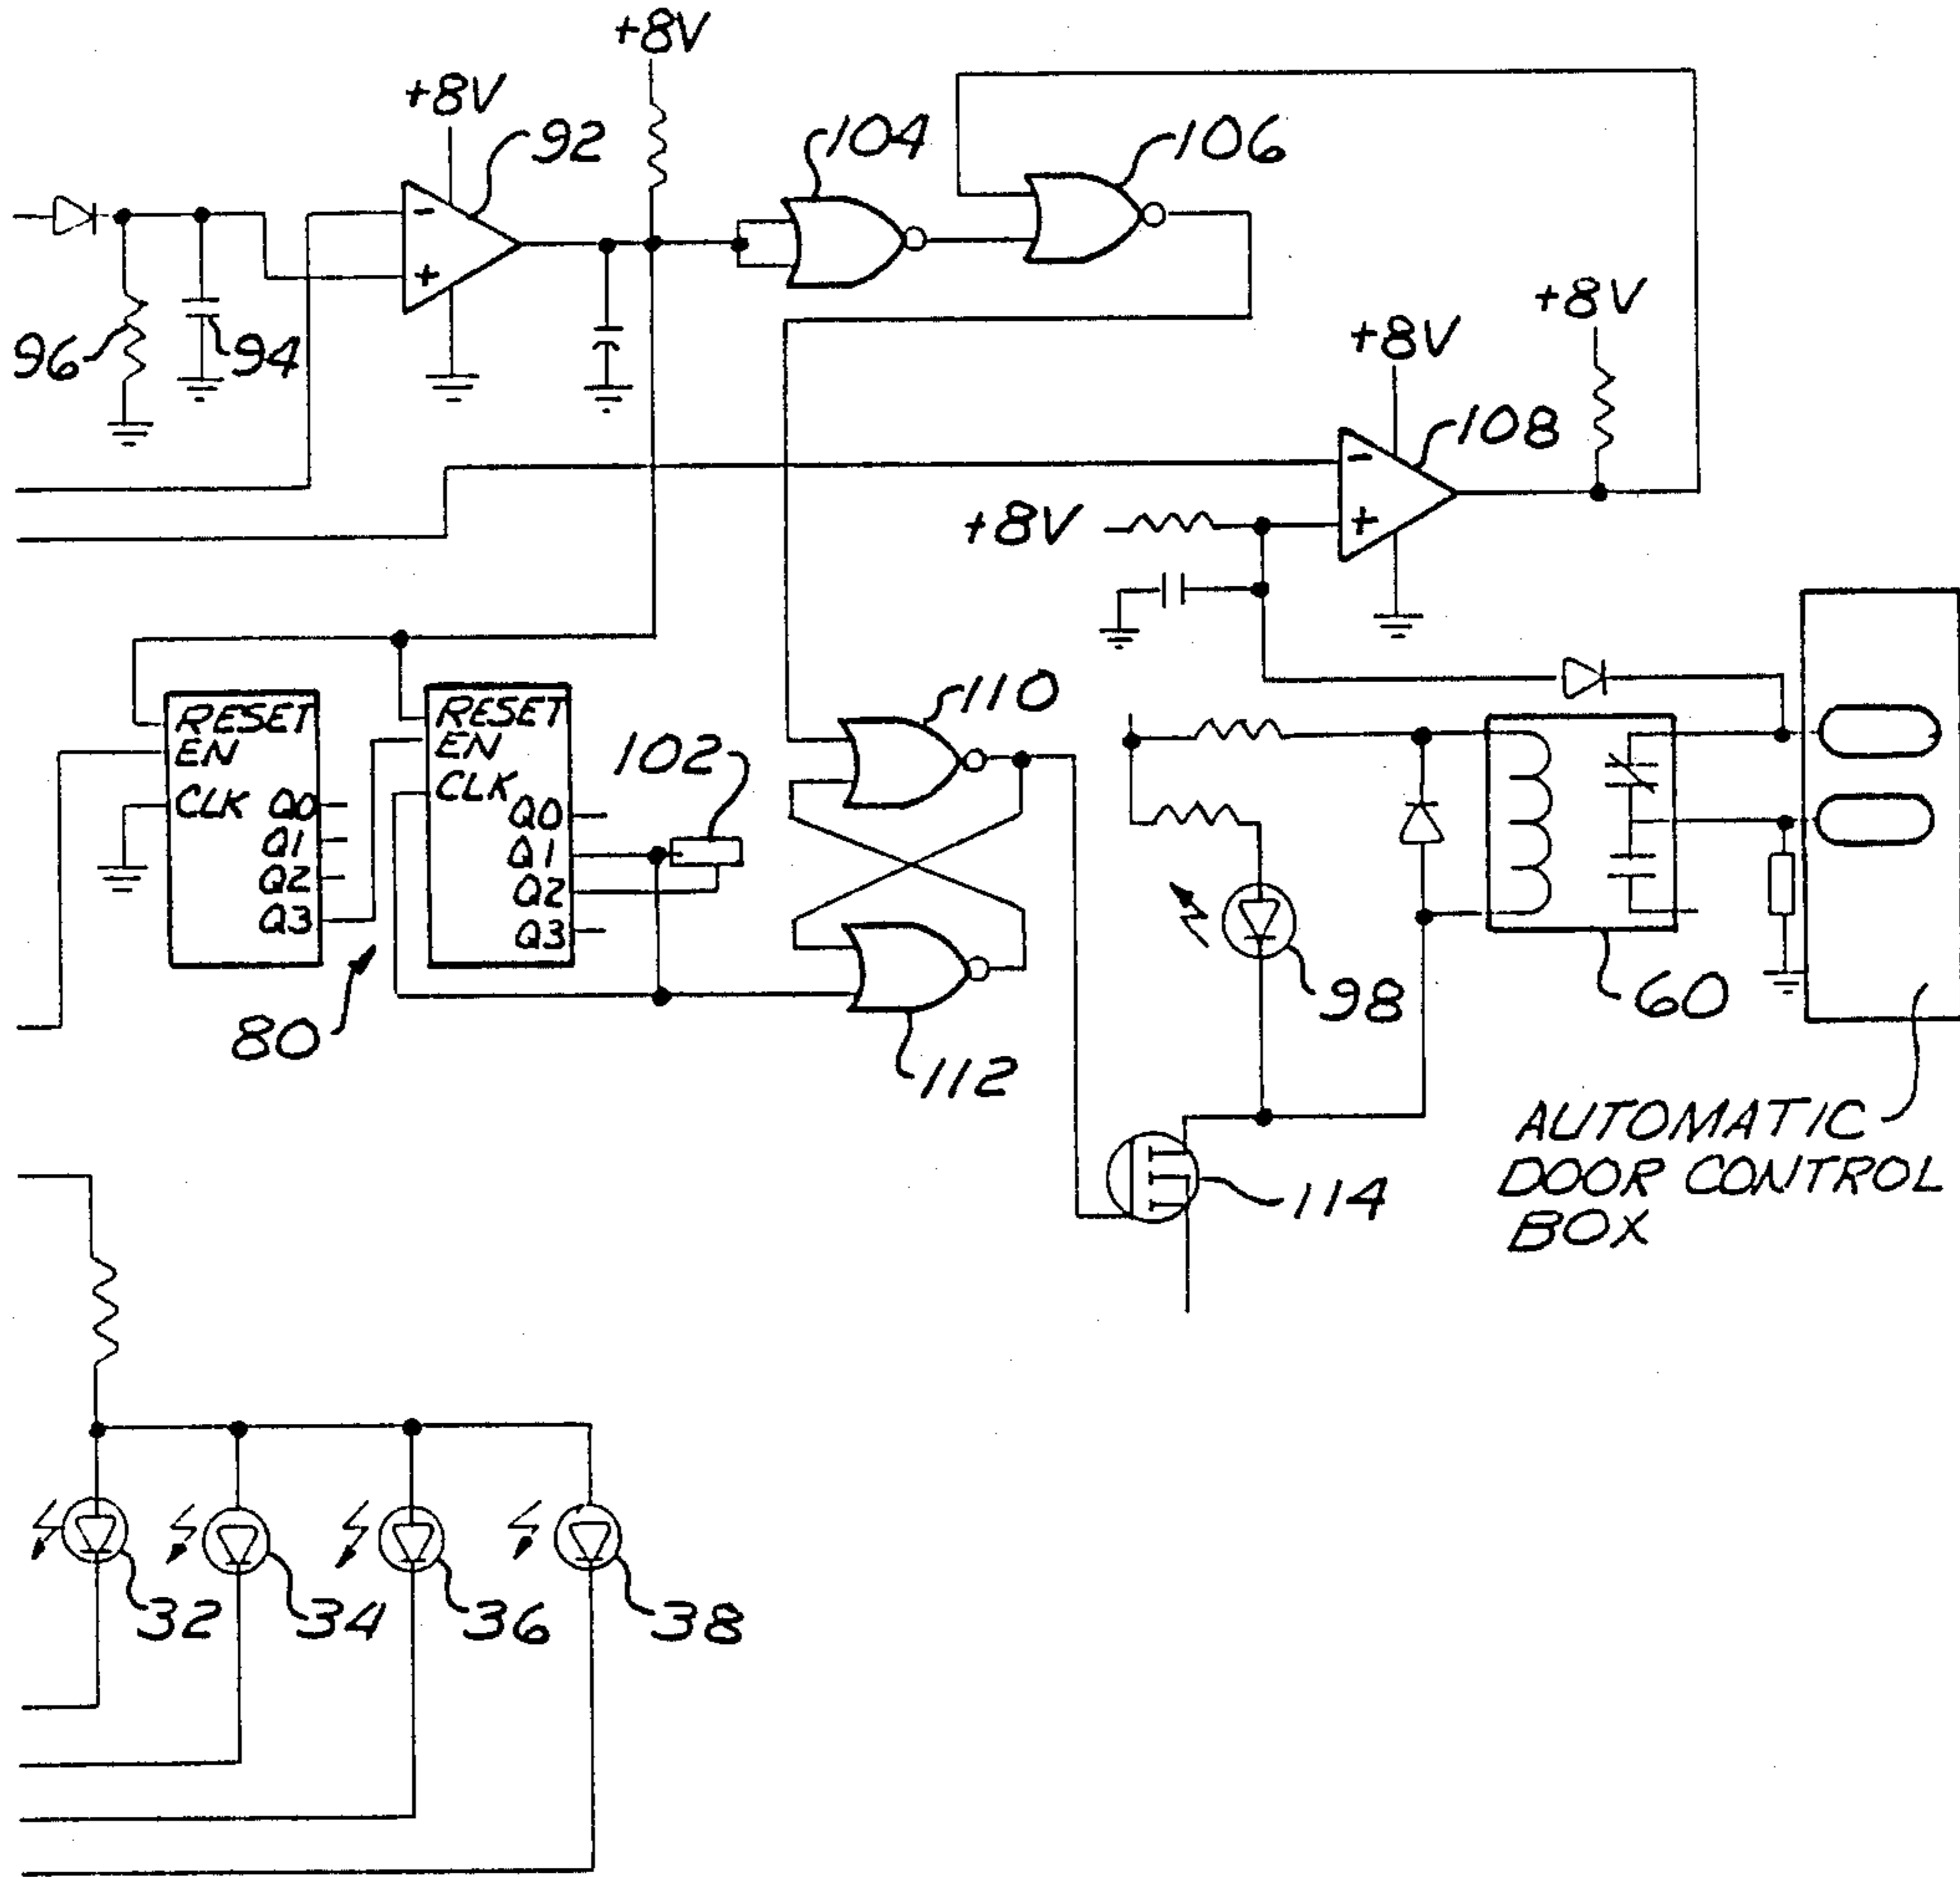 +8V
+8V
92
104
106
-
+
96
94
+8V
+8V
108
-
+8V
+
RESET
EN
CLK Q0
Q1
Q2
Q3
RESET
EN
CLK
Q0
Q1
Q2
Q3
102
110
80
112
98
60
114
AUTOMATIC
DOOR CONTROL
BOX
32
34
36
38